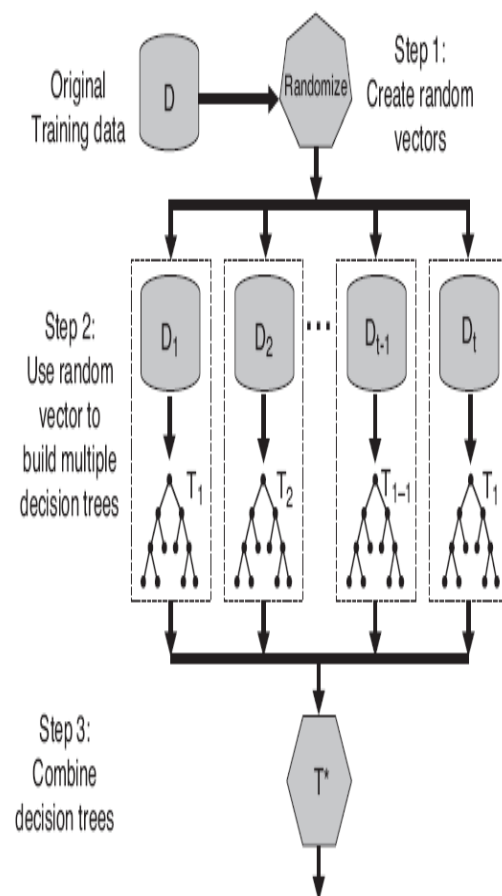 Original
Training data
D
Randomize
Step 1:
Create random
vectors
Step 2:
Use random
vector to
build multiple
decision trees
D₁
D₂
...
Dₜ₋₁
Dₜ
T₁
T₂
T₁₋₁
T₁
Step 3:
Combine
decision trees
T*